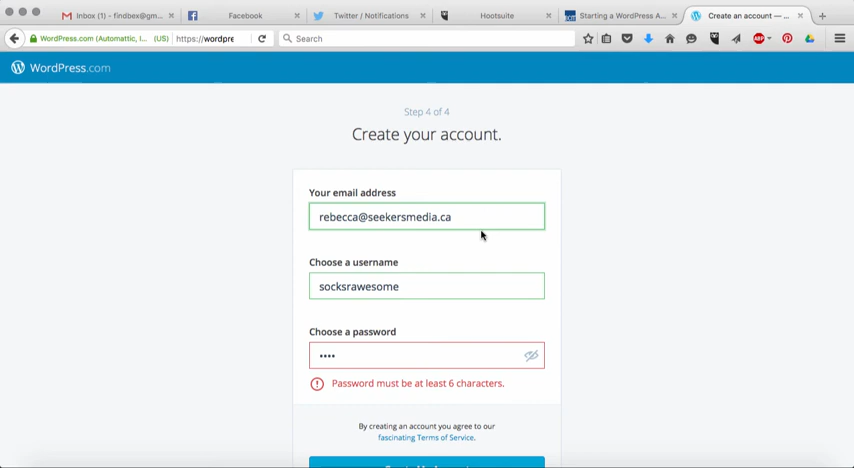 Inbox (1) - findbex@gm...
Facebook
Twitter / Notifications
Hootsuite
Starting a WordPress A...
Create an account — ...
WordPress.com (Automattic, I... (US)
https://wordpre
Search
ABP
WordPress.com
Step 4 of 4
Create your account.
Your email address
rebecca@seekersmedia.ca
Choose a username
socksrawesome
Choose a password
••••
Password must be at least 6 characters.
By creating an account you agree to our
fascinating Terms of Service.